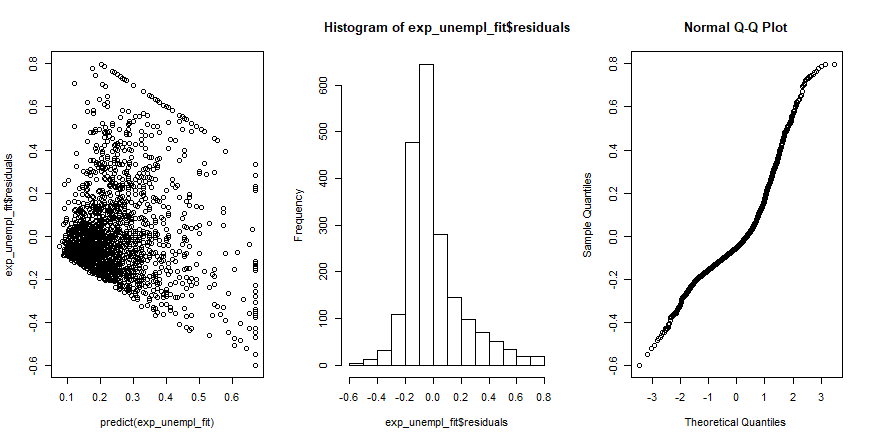 exp_unempl_fit$residuals
0.8
0.6
0.4
0.2
0.0
-0.2
-0.4
-0.6
0.1 0.2 0.3 0.4 0.5 0.6
predict(exp_unempl_fit)
Histogram of exp_unempl_fit$residuals
Frequency
600
500
400
300
200
100
0
-0.6 -0.4 -0.2 0.0 0.2 0.4 0.6 0.8
exp_unempl_fit$residuals
Normal Q-Q Plot
Sample Quantiles
0.8
0.6
0.4
0.2
0.0
-0.2
-0.4
-0.6
-3 -2 -1 0 1 2 3
Theoretical Quantiles